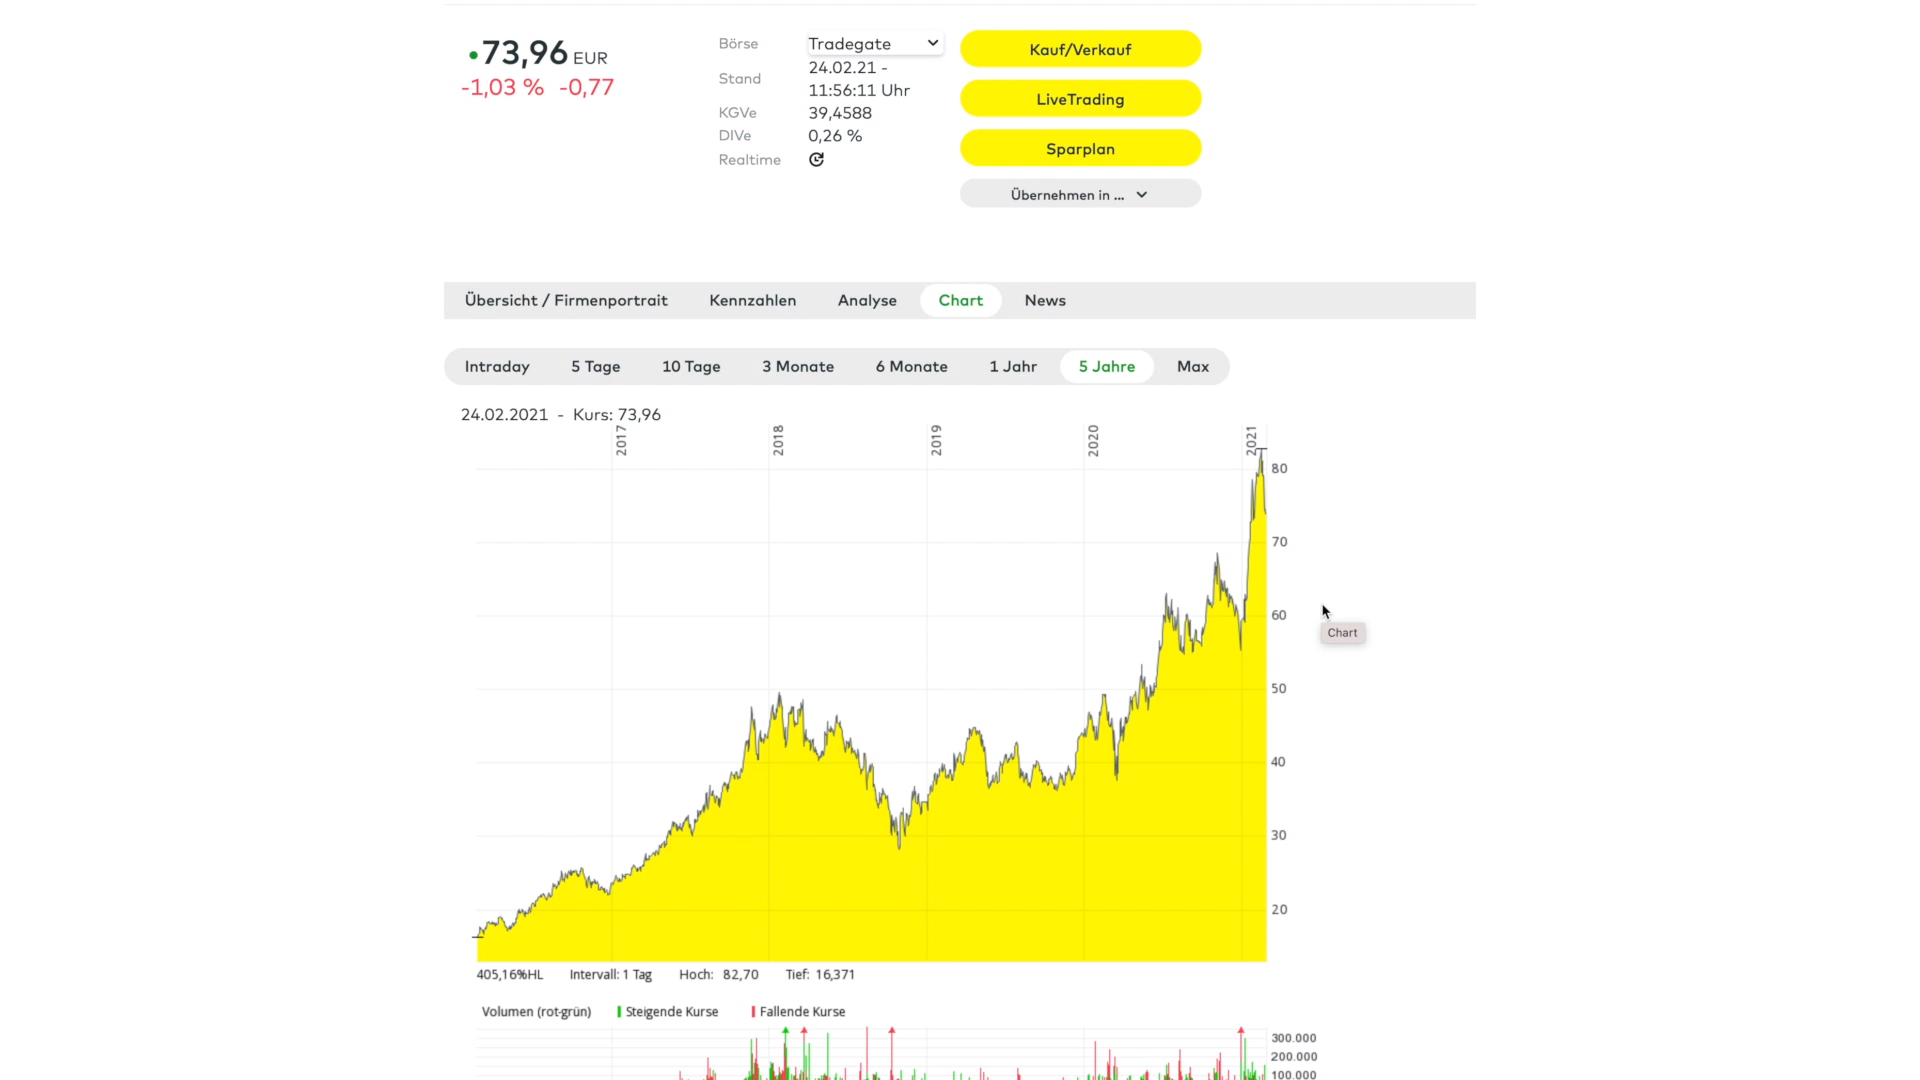 73,96 EUR
-1,03 % -0,77
Börse Tradegate
Stand 24.02.21 -
11:56:11 Uhr
KGVe 39,4588
DIVe 0,26 %
Realtime
Kauf/Verkauf
LiveTrading
Sparplan
Übernehmen in ...
Übersicht / Firmenportrait Kennzahlen Analyse Chart News
Intraday 5 Tage 10 Tage 3 Monate 6 Monate 1 Jahr 5 Jahre Max
24.02.2021 - Kurs: 73,96
2017 2018 2019 2020 2021
80
70
60
Chart
50
40
30
20
405,16%HL Intervall: 1 Tag Hoch: 82,70 Tief: 16,371
Volumen (rot-grün) Steigende Kurse Fallende Kurse
300.000
200.000
100.000